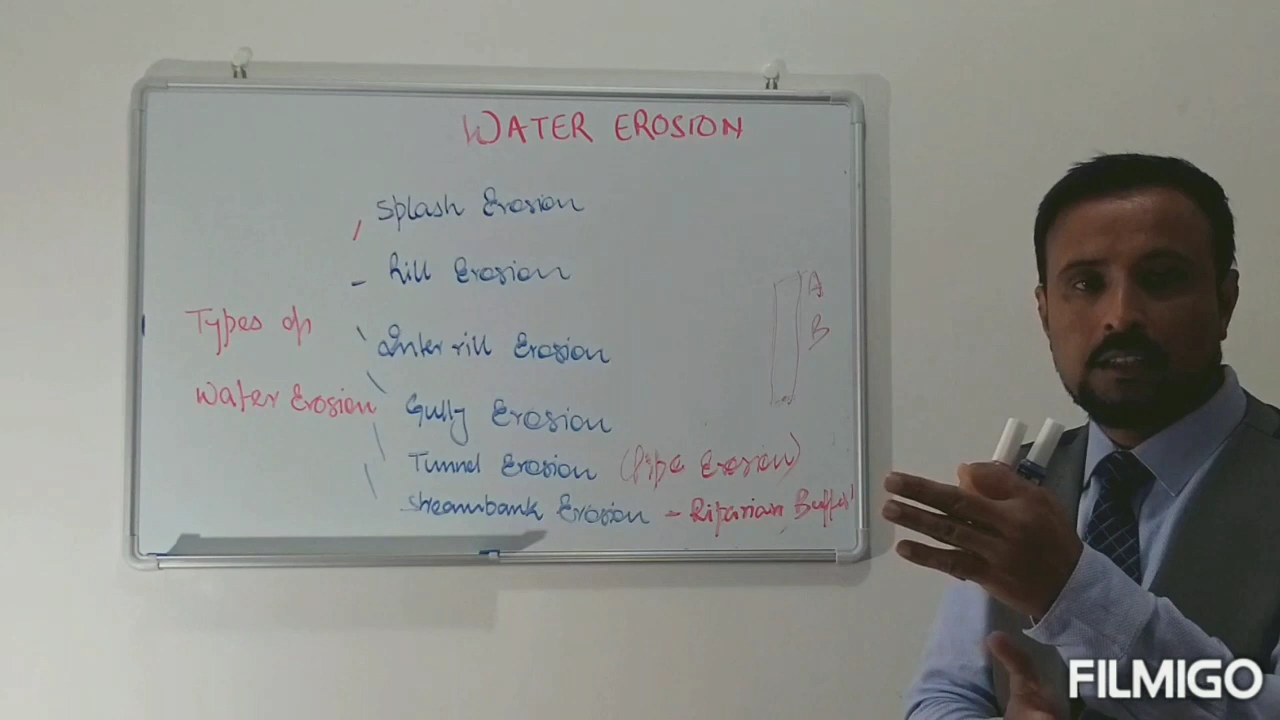 WATER EROSION
Splash Erosion
Rill Erosion
Types of
Inter rill Erosion
Water Erosion
Gully Erosion
Tunnel Erosion (Pipe Erosion)
Streambank Erosion - Riparian Buffer
A
B
FILMIGO